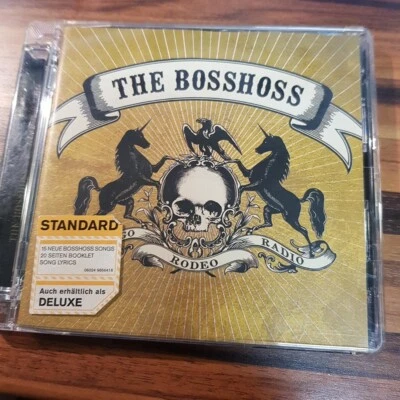 THE BOSSHOSS
STANDARD
15 NEUE BOSSHOSS SONGS
20 SEITEN BOOKLET
SONG LYRICS
Auch erhältlich als
DELUXE
RODEO
RADIO